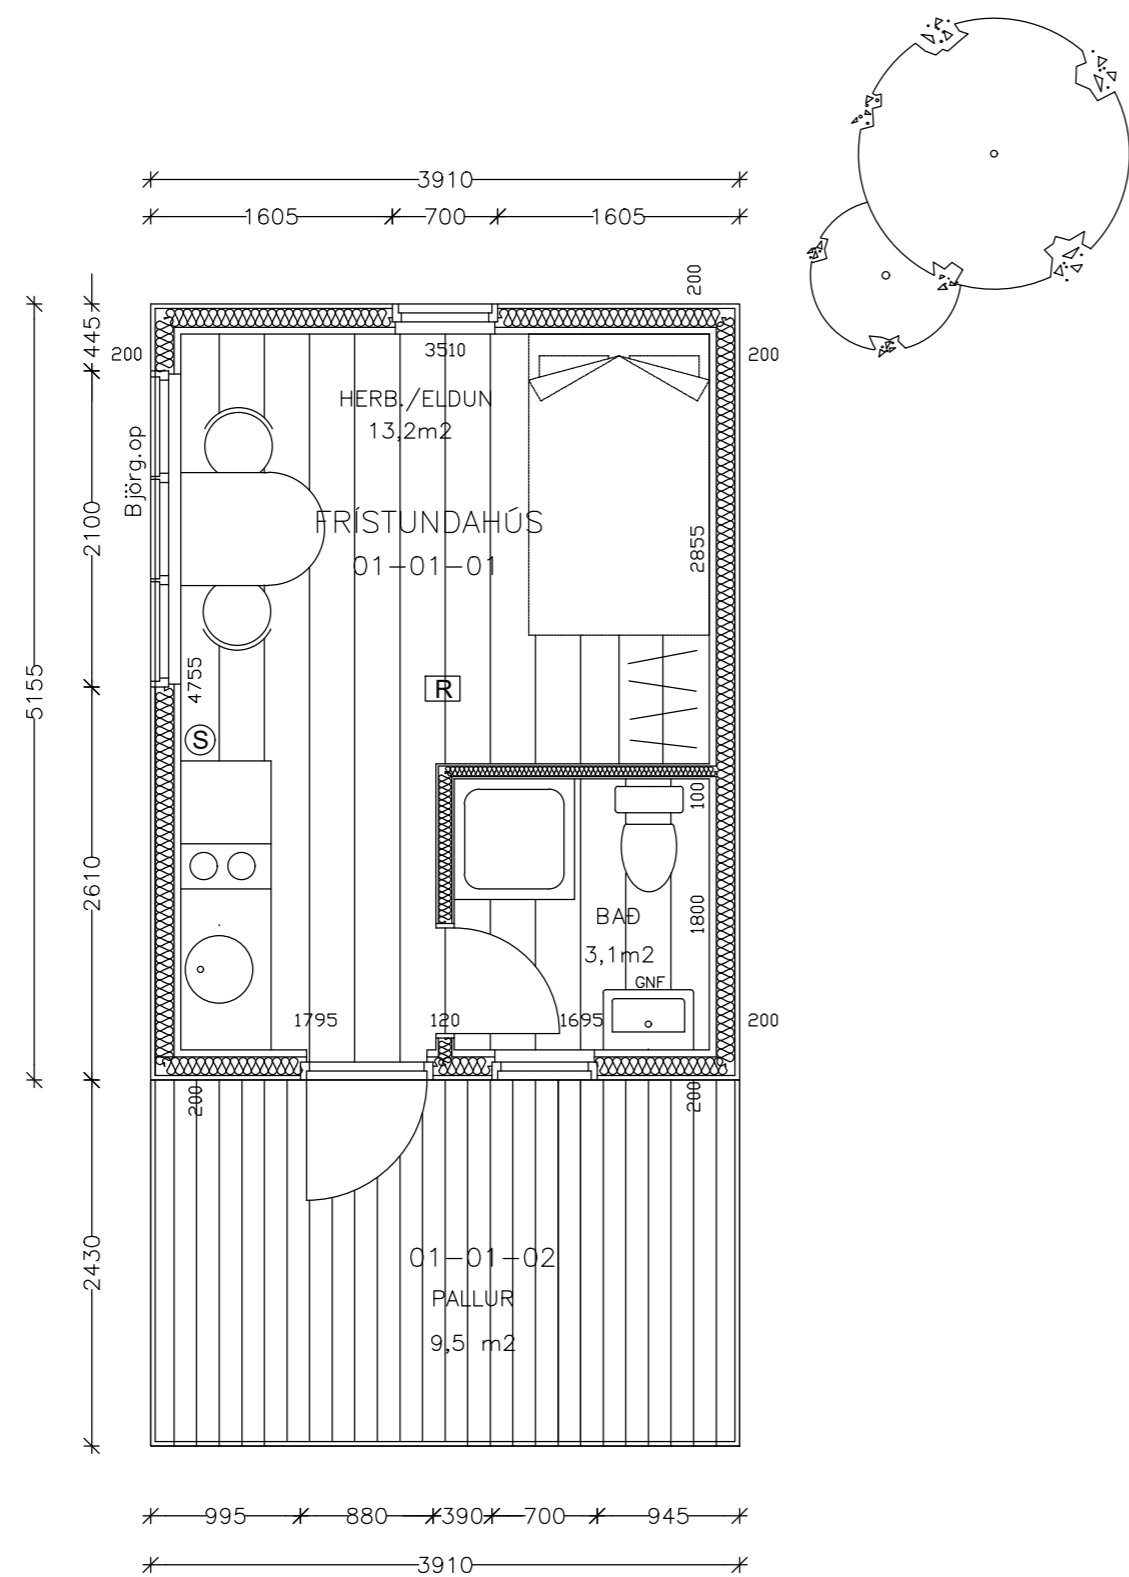 3910
1605 700 1605
200
445
200
3510
200
HERB./ELDUN
13,2m2
Björg.op
FRÍSTUNDAHÚS
2100
2855
01-01-01
5155
4755
R
S
100
2610
1800
BAÐ
3,1m2
GNF
1795 120 1695 200
200
200
2430
01-01-02
PALLUR
9,5 m2
995 880 390 700 945
3910